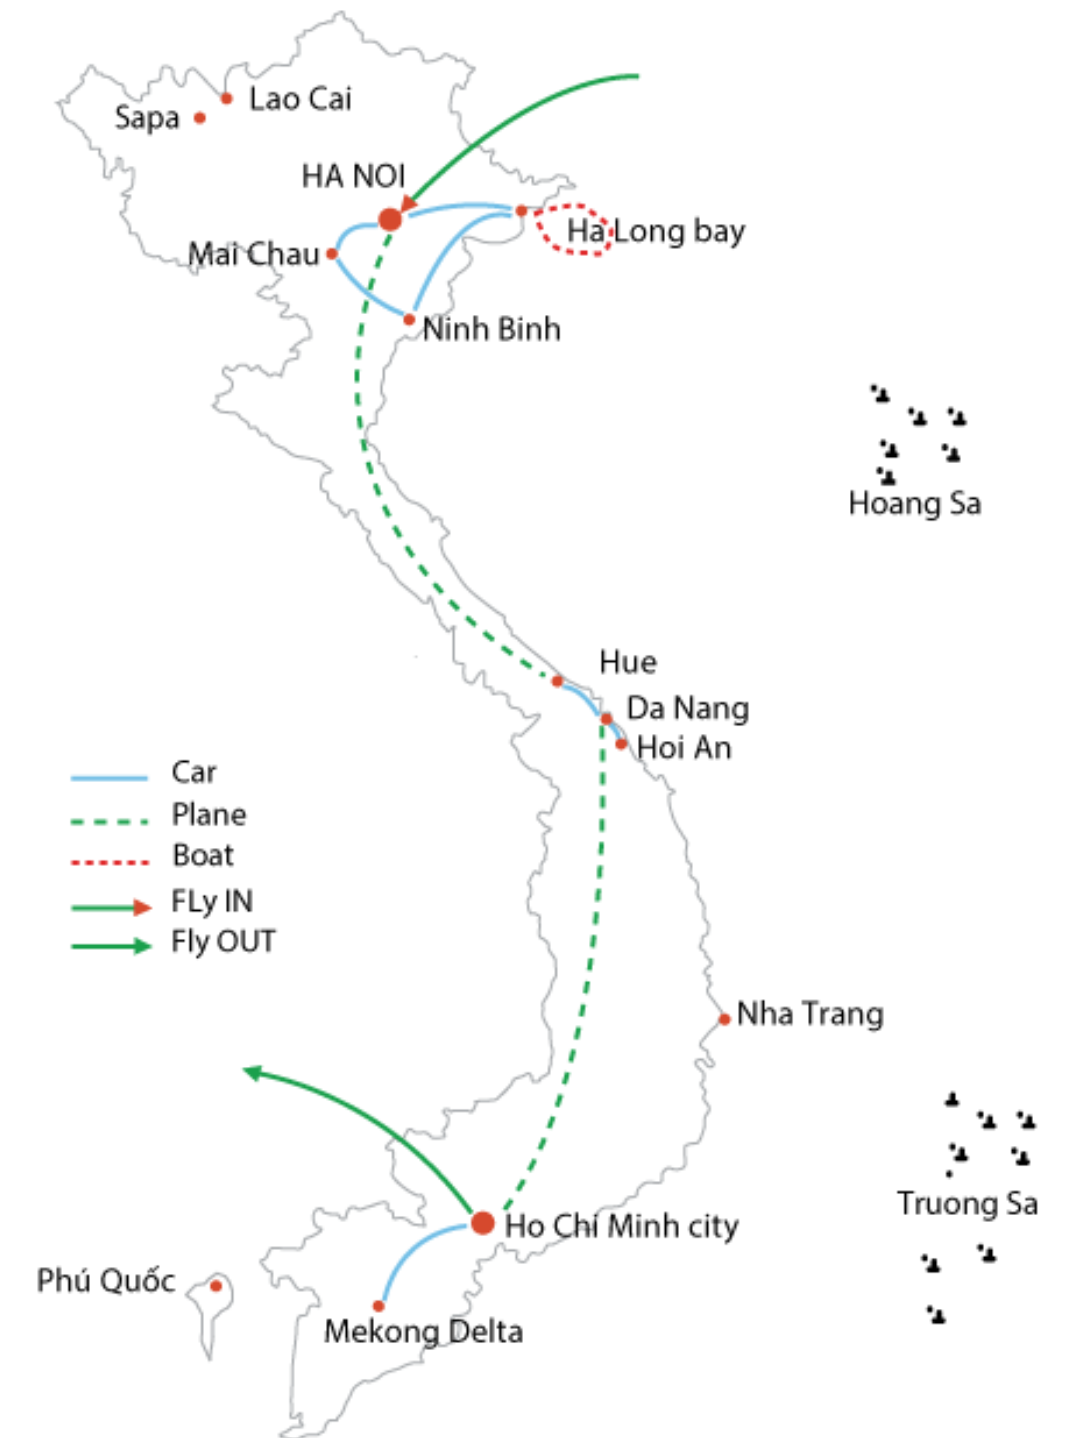 Lao Cai
Sapa
HA NOI
Ha Long bay
Mai Chau
Ninh Binh
Hoang Sa
Hue
Da Nang
Hoi An
Car
Plane
Boat
FLy IN
Fly OUT
Nha Trang
Truong Sa
Ho Chi Minh city
Phú Quốc
Mekong Delta